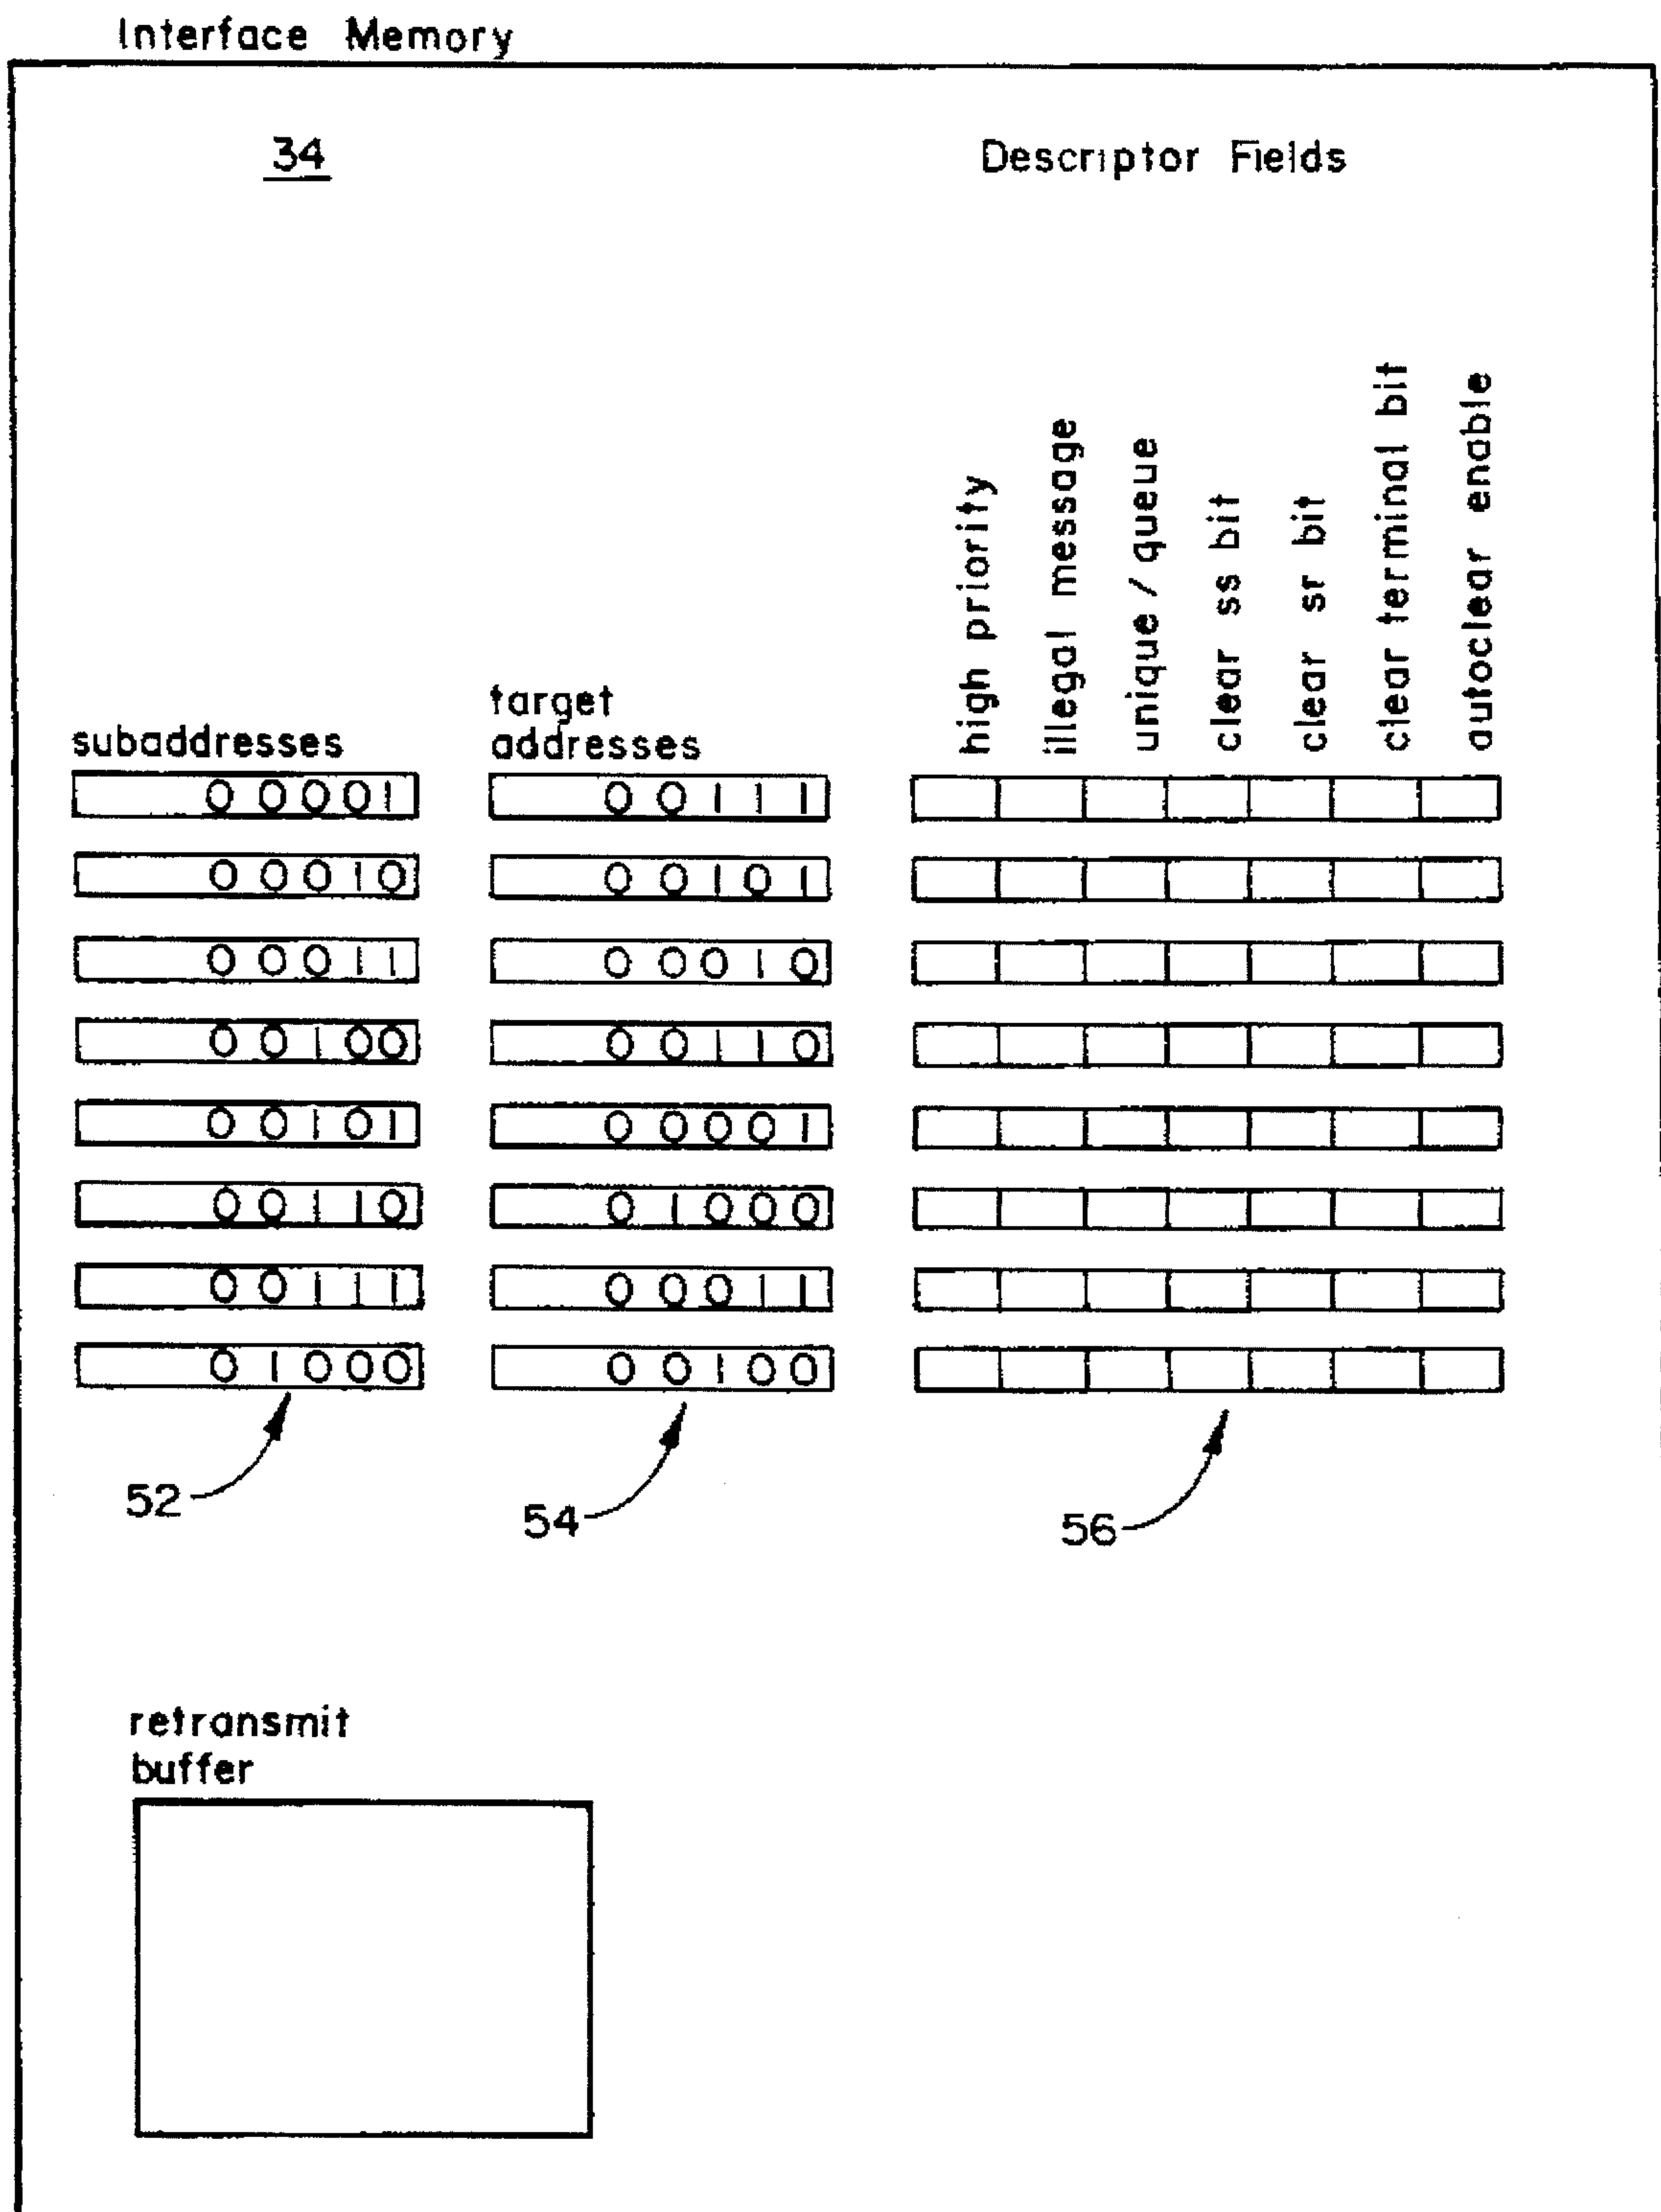 Interface Memory
34
Descriptor Fields
high priority
illegal message
unique / queue
clear ss bit
clear sr bit
clear terminal bit
autoclear enable
subaddresses
target
addresses
00001 00111
00010 00101
00011 00010
00100 00110
00101 00001
00110 01000
00111 00011
01000 00100
52
54
56
retransmit
buffer